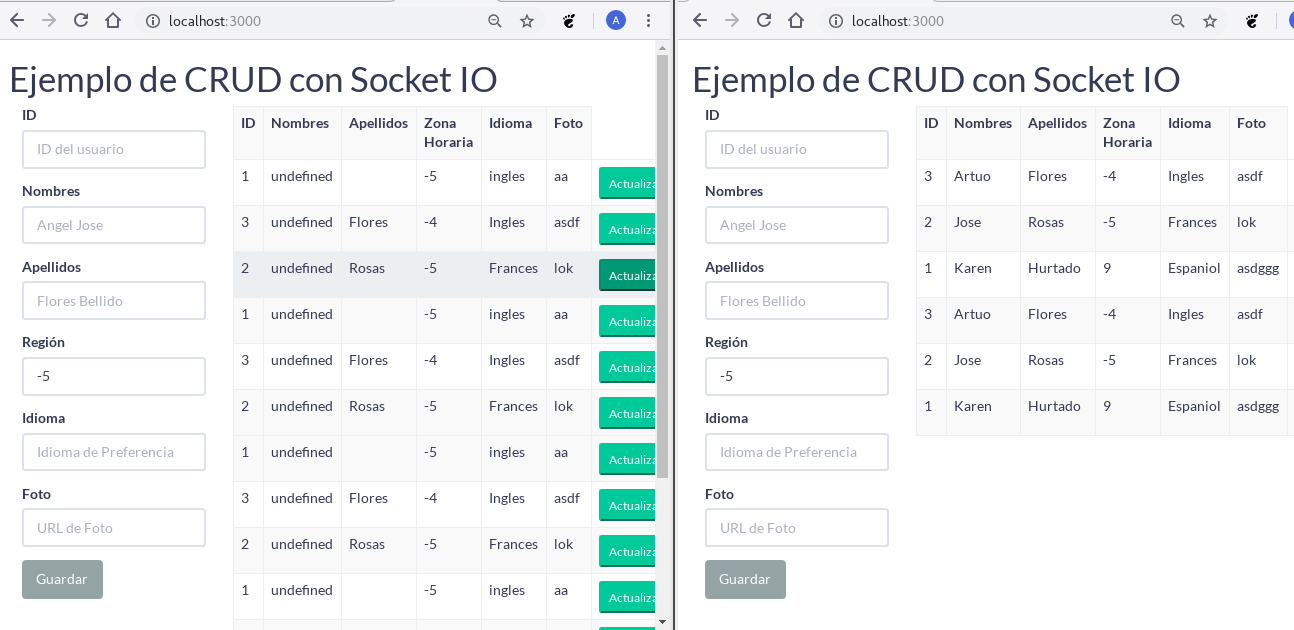 localhost:3000
A
Ejemplo de CRUD con Socket IO
ID
ID del usuario
Nombres
Angel Jose
Apellidos
Flores Bellido
Región
-5
Idioma
Idioma de Preferencia
Foto
URL de Foto
Guardar
ID Nombres Apellidos Zona Horaria Idioma Foto
1 undefined -5 ingles aa Actualiza
3 undefined Flores -4 Ingles asdf Actualiza
2 undefined Rosas -5 Frances lok Actualiza
1 undefined -5 ingles aa Actualiza
3 undefined Flores -4 Ingles asdf Actualiza
2 undefined Rosas -5 Frances lok Actualiza
1 undefined -5 ingles aa Actualiza
3 undefined Flores -4 Ingles asdf Actualiza
2 undefined Rosas -5 Frances lok Actualiza
1 undefined -5 ingles aa Actualiza
localhost:3000
Ejemplo de CRUD con Socket IO
ID
ID del usuario
Nombres
Angel Jose
Apellidos
Flores Bellido
Región
-5
Idioma
Idioma de Preferencia
Foto
URL de Foto
Guardar
ID Nombres Apellidos Zona Horaria Idioma Foto
3 Artuo Flores -4 Ingles asdf
2 Jose Rosas -5 Frances lok
1 Karen Hurtado 9 Espaniol asdggg
3 Artuo Flores -4 Ingles asdf
2 Jose Rosas -5 Frances lok
1 Karen Hurtado 9 Espaniol asdggg